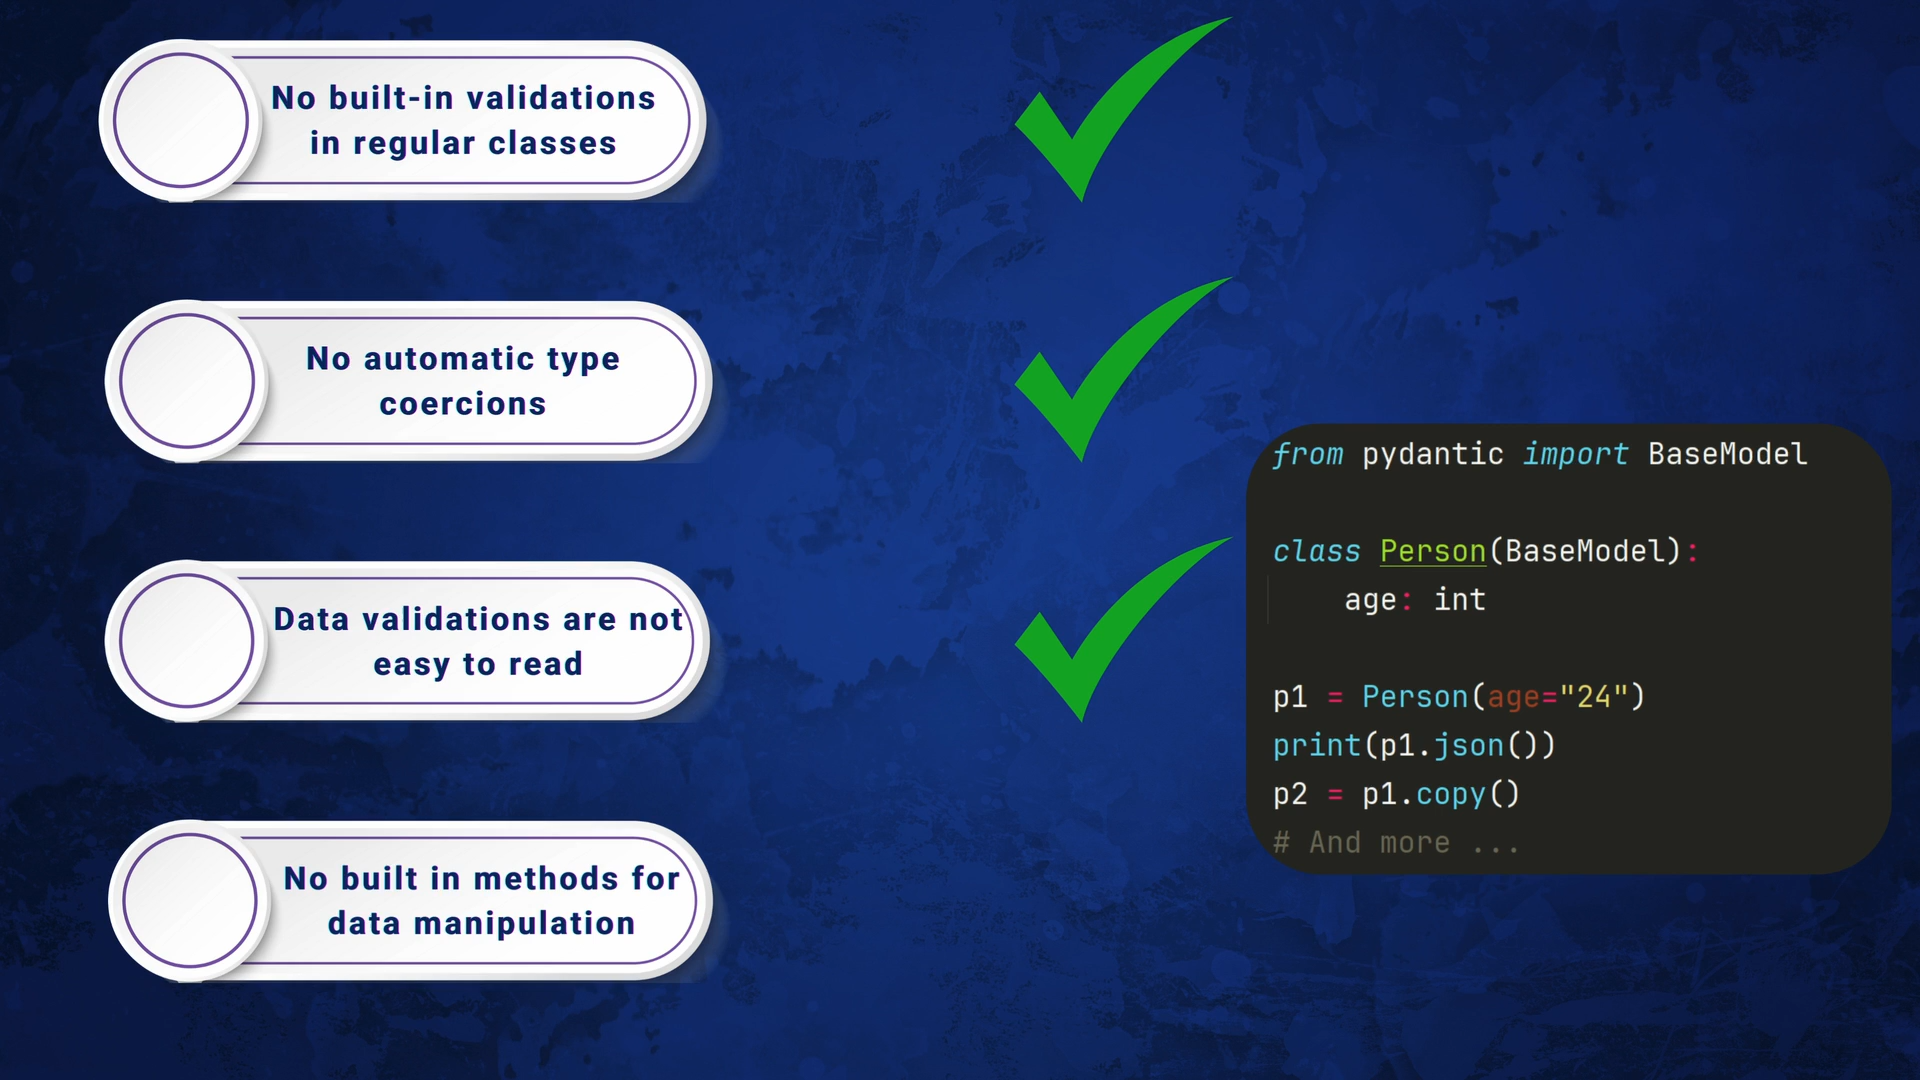 No built-in validations
in regular classes
No automatic type
coercions
Data validations are not
easy to read
No built in methods for
data manipulation
from pydantic import BaseModel
class Person(BaseModel):
    age: int
p1 = Person(age="24")
print(p1.json())
p2 = p1.copy()
# And more ...